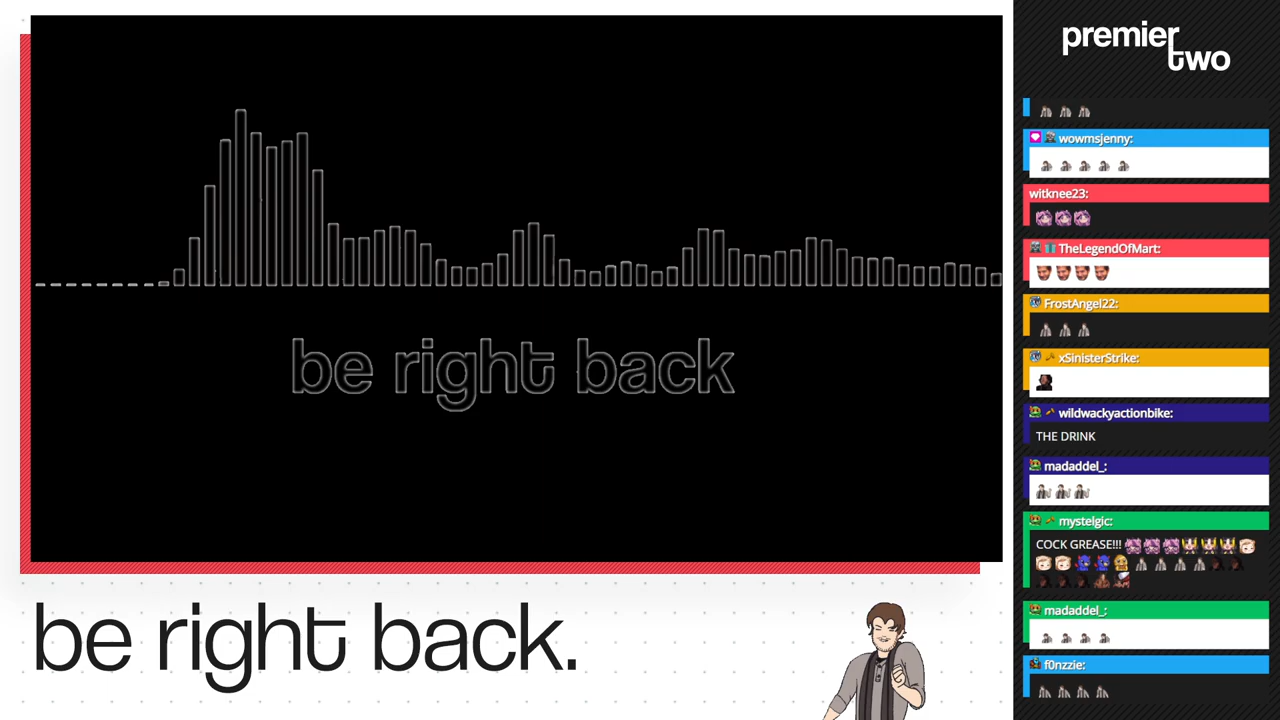 be right back
be right back.
premier
two
wowmsjenny:
witknee23:
TheLegendOfMart:
FrostAngel22:
xSinisterStrike:
wildwackyactionbike:
THE DRINK
madaddel_:
mystelgic:
COCK GREASE!!!
madaddel_:
f0nzzie: